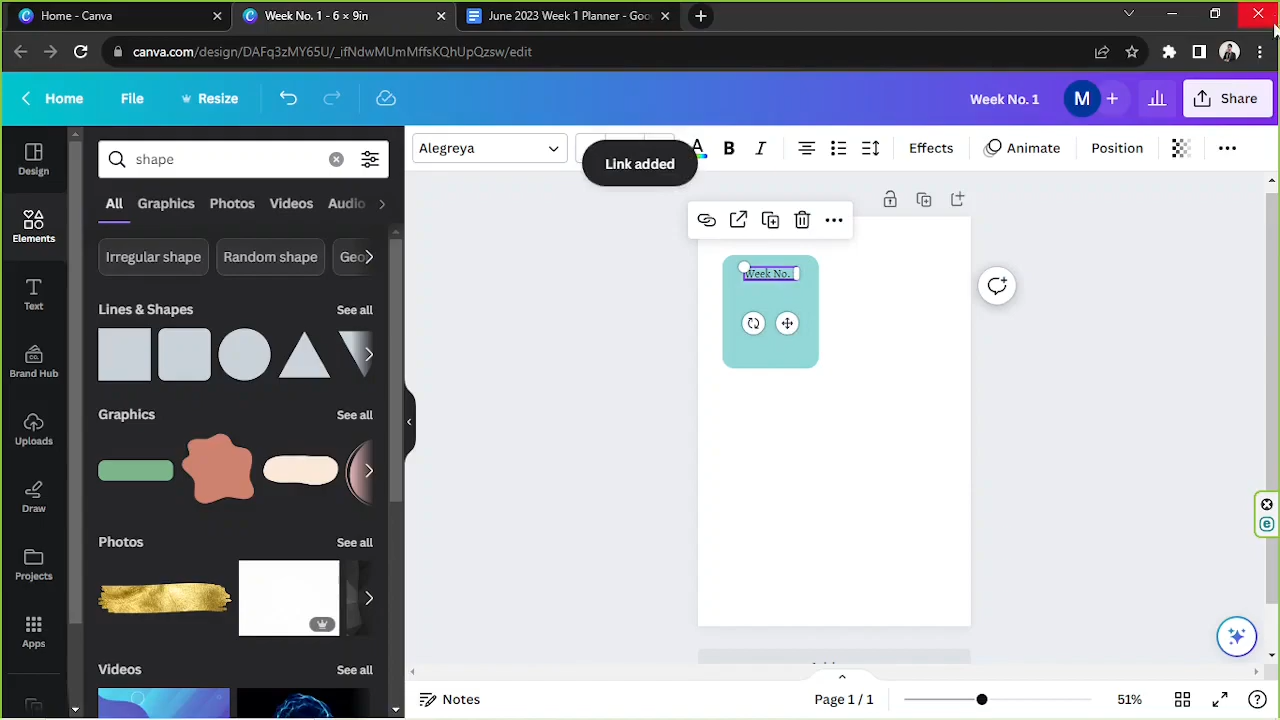 Home - Canva
Week No. 1 - 6 × 9in
June 2023 Week 1 Planner - Goo
canva.com/design/DAFq3zMY65U/_ifNdwMUmMffsKQhUpQzsw/edit
Home
File
Resize
Week No. 1
M
Share
Design
Elements
Text
Brand Hub
Uploads
Draw
Projects
Apps
shape
All
Graphics
Photos
Videos
Audio
Irregular shape
Random shape
Geo
Lines & Shapes
See all
Graphics
See all
Photos
See all
Videos
See all
Alegreya
A
B
I
Effects
Animate
Position
Link added
Week No.
Notes
Page 1 / 1
51%